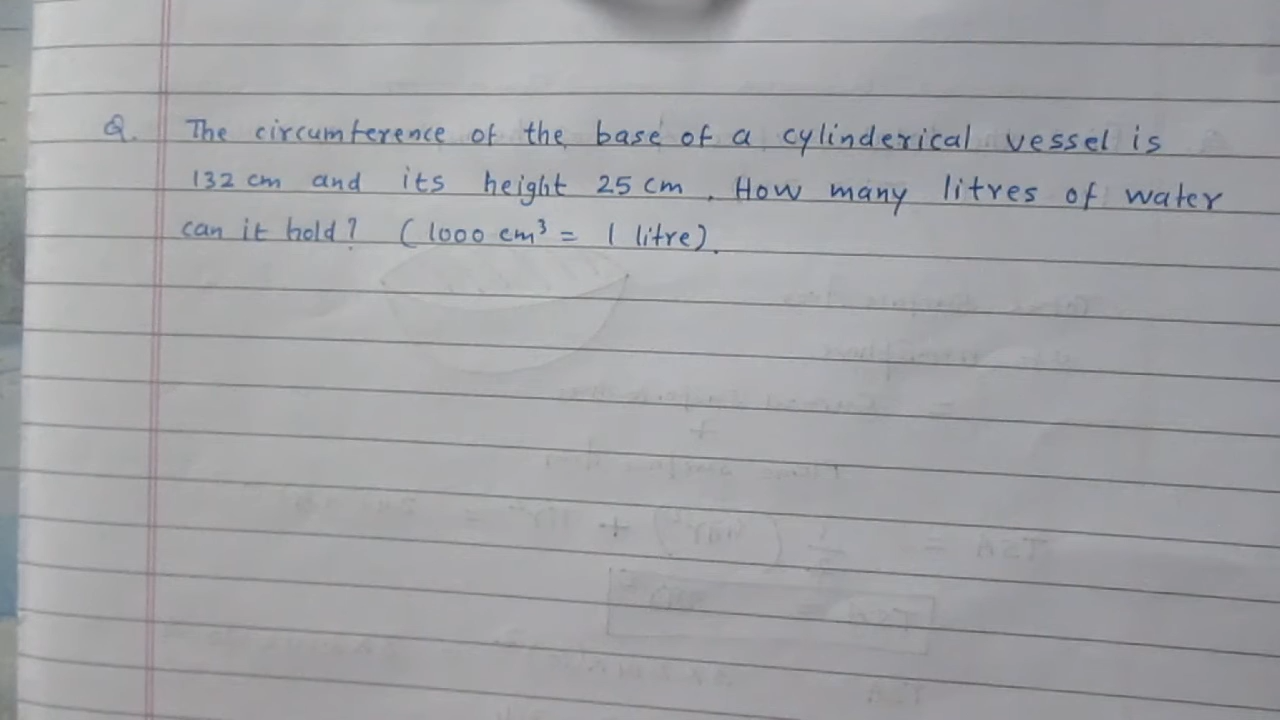 Q. The circumference of the base of a cylinderical vessel is
132 cm and its height 25 cm. How many litres of water
can it hold? (1000 cm³ = 1 litre).